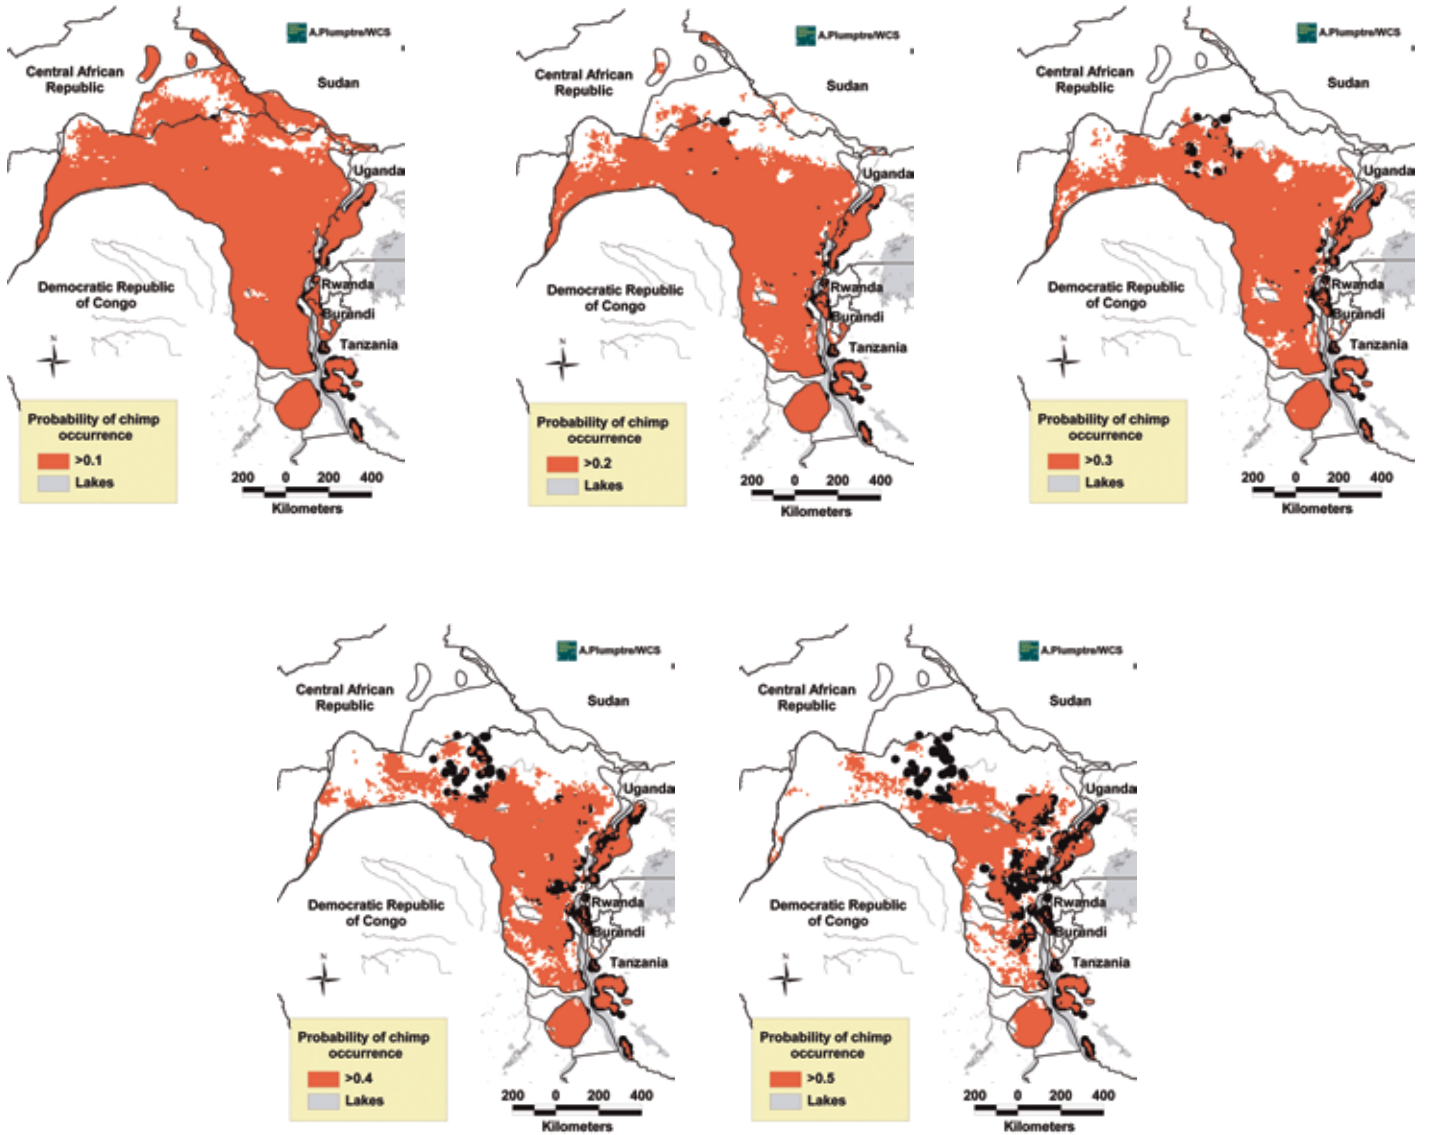 A.Plumptre/WCS
Central African
Republic
Sudan
Uganda
Democratic Republic
of Congo
Rwanda
Burundi
Tanzania
N
Probability of chimp
occurrence
>0.1
Lakes
200 0 200 400
Kilometers
A.Plumptre/WCS
Central African
Republic
Sudan
Uganda
Democratic Republic
of Congo
Rwanda
Burundi
Tanzania
N
Probability of chimp
occurrence
>0.2
Lakes
200 0 200 400
Kilometers
A.Plumptre/WCS
Central African
Republic
Sudan
Uganda
Democratic Republic
of Congo
Rwanda
Burundi
Tanzania
N
Probability of chimp
occurrence
>0.3
Lakes
200 0 200 400
Kilometers
A.Plumptre/WCS
Central African
Republic
Sudan
Uganda
Democratic Republic
of Congo
Rwanda
Burundi
Tanzania
N
Probability of chimp
occurrence
>0.4
Lakes
200 0 200 400
Kilometers
A.Plumptre/WCS
Central African
Republic
Sudan
Uganda
Democratic Republic
of Congo
Rwanda
Burundi
Tanzania
N
Probability of chimp
occurrence
>0.5
Lakes
200 0 200 400
Kilometers